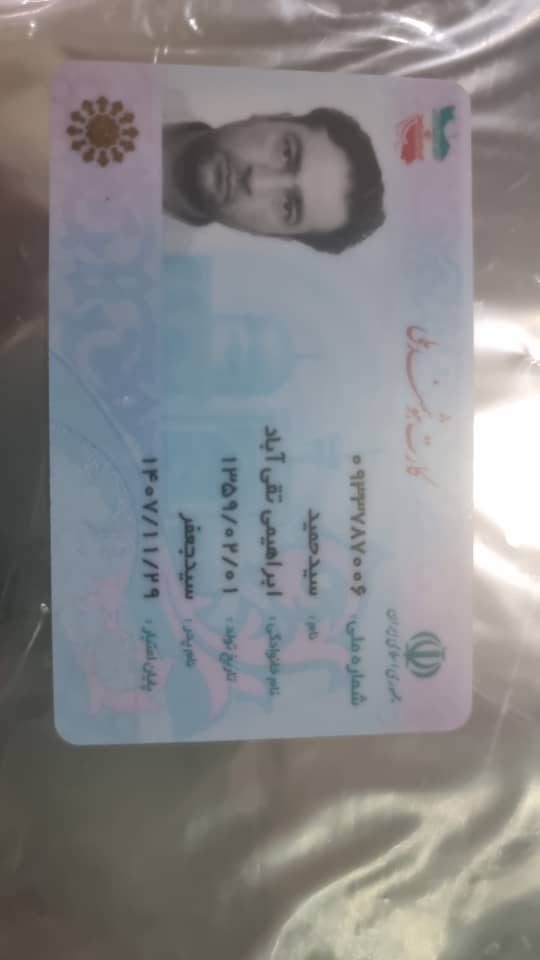 کارت هوشمند ملی
جمهوری اسلامی ایران
شماره ملی: ۰۹۳۳۷۸۷۰۰۶
نام: سیدحمید
نام خانوادگی: ابراهیمی تقی آباد
تاریخ تولد: ۱۳۵۹/۰۲/۰۱
نام پدر: سیدجعفر
پایان اعتبار: ۱۴۰۷/۱۱/۲۹